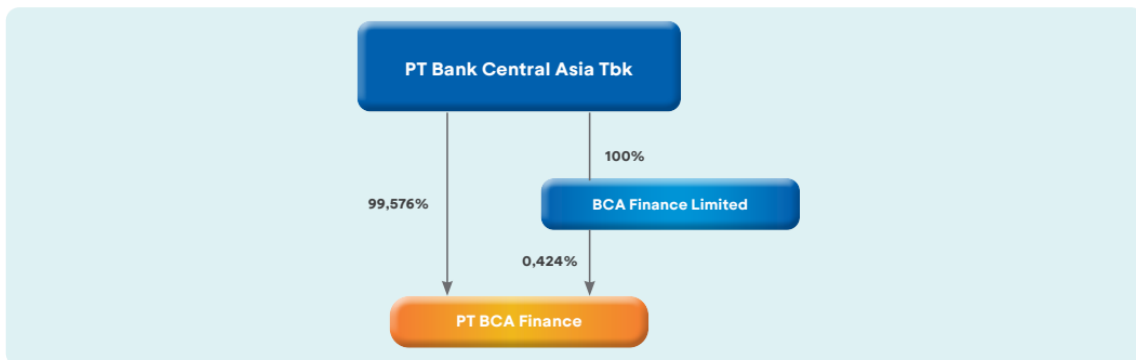 PT Bank Central Asia Tbk
100%
99,576%
BCA Finance Limited
0,424%
PT BCA Finance